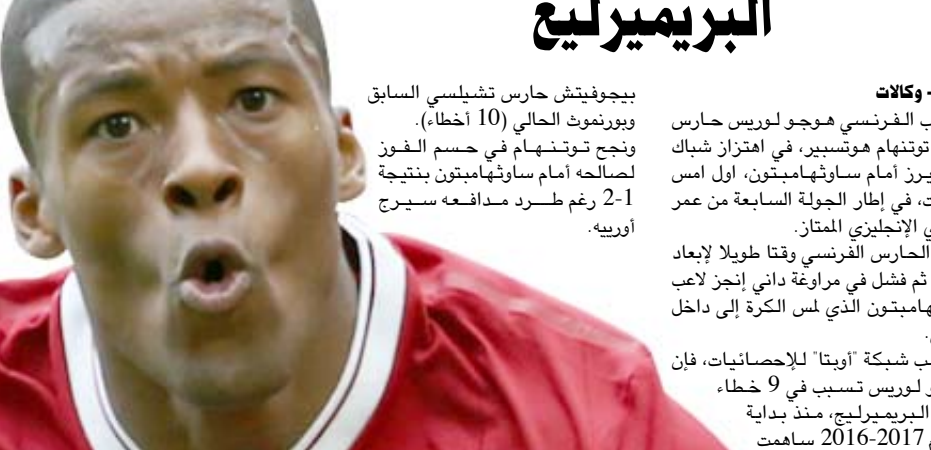 البريميرليغ
- وكالات
الفرنسي هوجو لوريس حارس
توتنهام هوتسبير، في اهتزاز شباك
أمام ساوثهامبتون، اول امس
في إطار الجولة السابعة من عمر
الإنجليزي الممتاز.
الحارس الفرنسي وقتا طويلا لإبعاد
ثم فشل في مراوغة داني إنجز لاعب
الذي لمس الكرة إلى داخل
شبكة "أوبتا" للإحصائيات، فإن
لوريس تسبب في 9 خطاء
البريميرليج، منذ بداية
2016-2017 ساهمت
بيجوفيتش حارس تشيلسي السابق
وبورنموث الحالي (10 أخطاء).
ونجح توتنهام في حسم الفوز
لصالحه أمام ساوثهامبتون بنتيجة
2-1 رغم طرد مدافعه سيرج
أورييه.